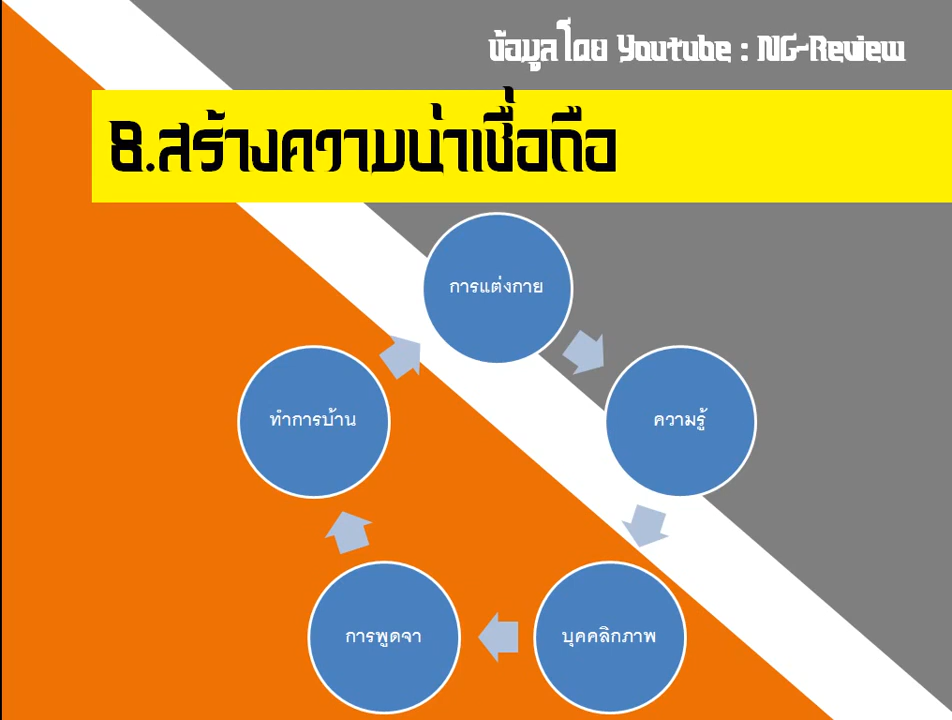 ข้อมูลโดย Youtube : NG-Review
8.สร้างความน่าเชื่อถือ
การแต่งกาย
ความรู้
บุคคลิกภาพ
การพูดจา
ทำการบ้าน